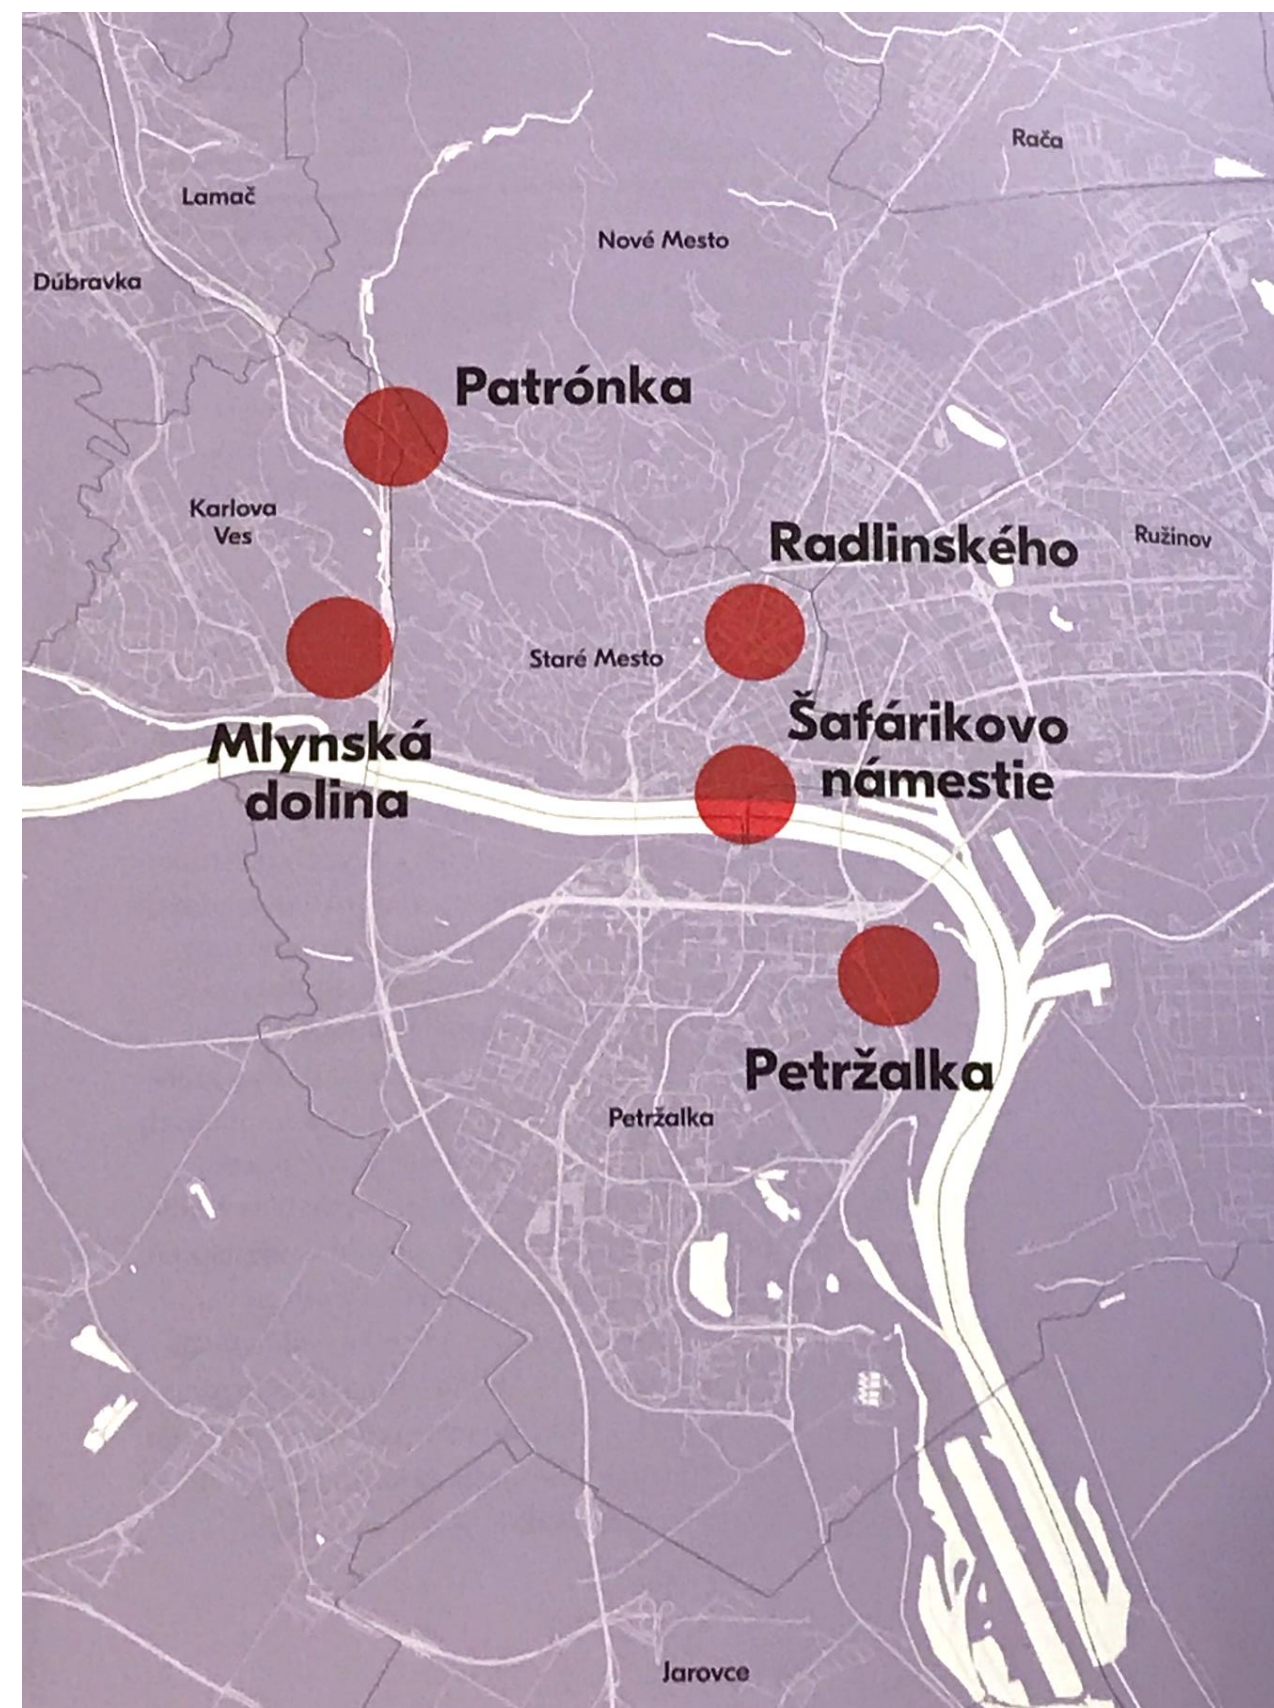 Rača
Lamač
Nové Mesto
Dúbravka
Patrónka
Karlova
Ves
Radlinského
Ružinov
Staré Mesto
Šafárikovo
námestie
Mlynská
dolina
Petržalka
Petržalka
Jarovce